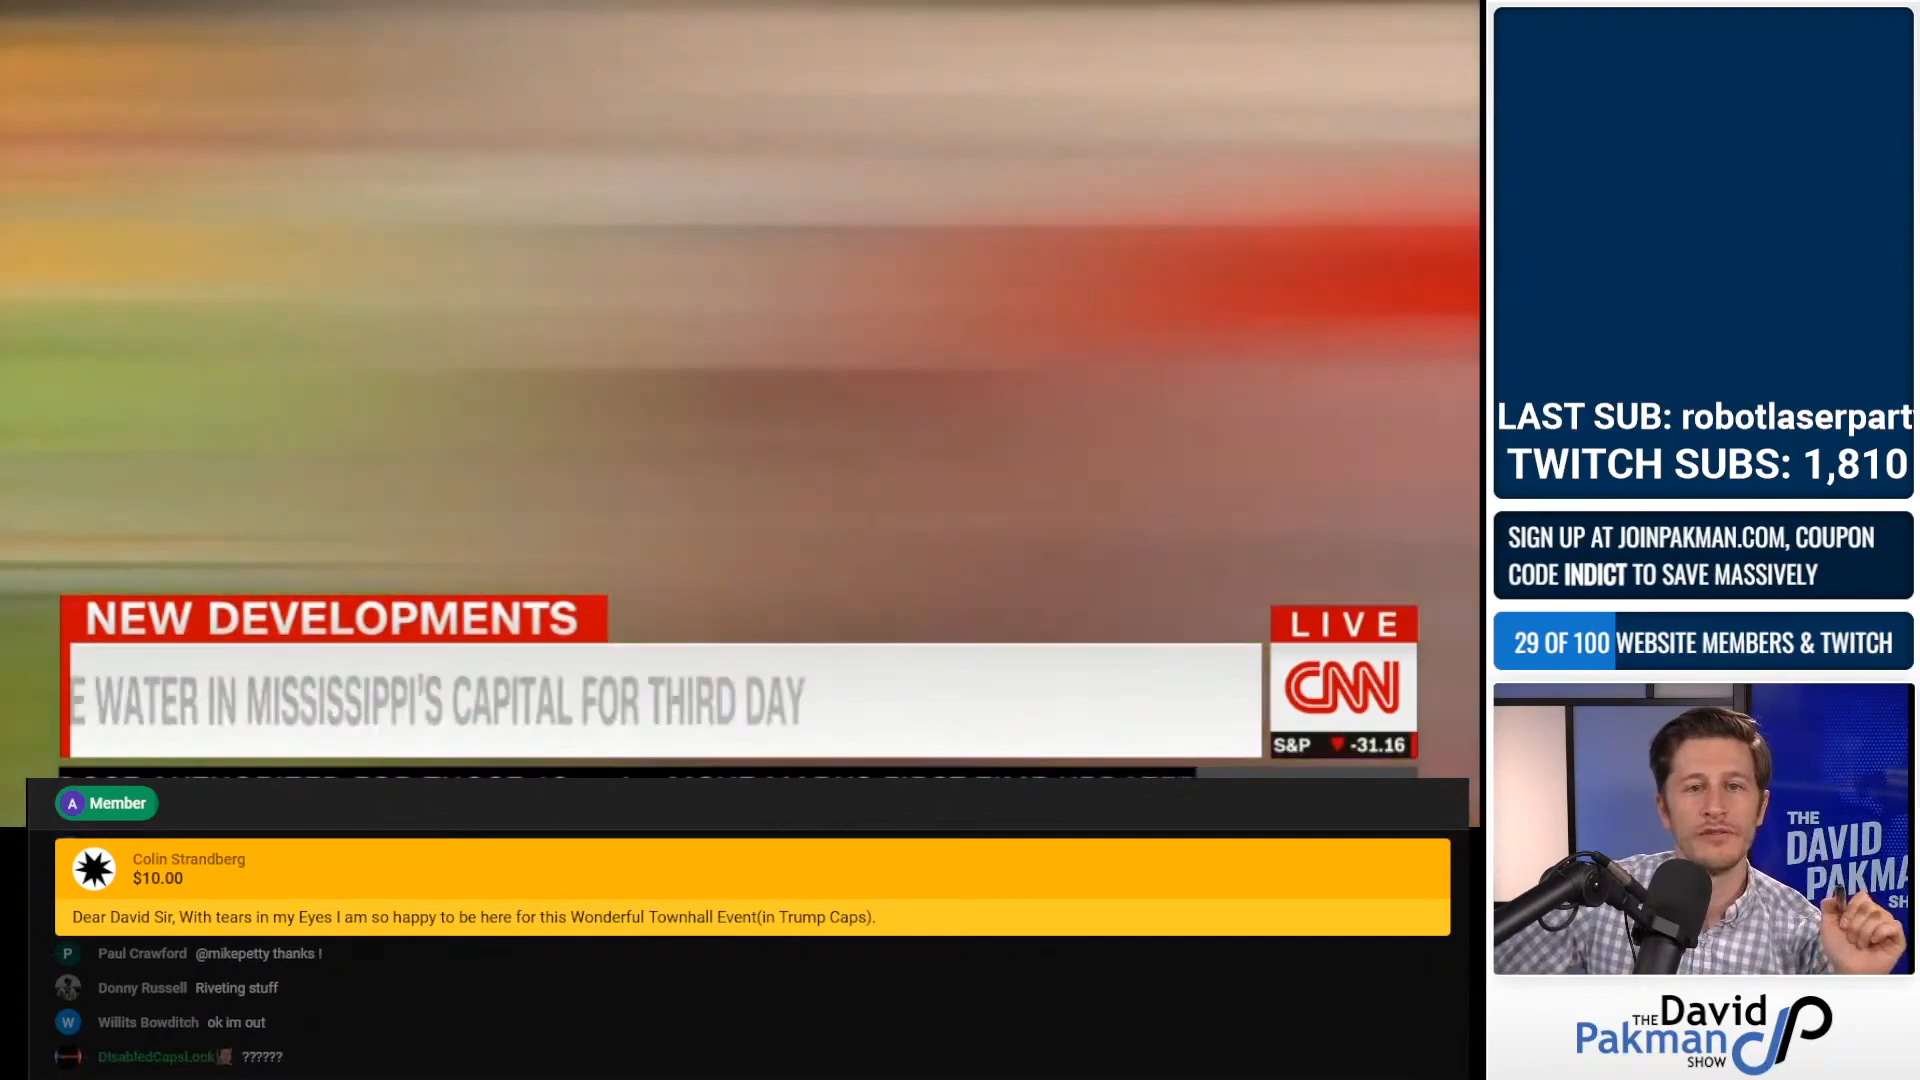 NEW DEVELOPMENTS
E WATER IN MISSISSIPPI'S CAPITAL FOR THIRD DAY
LIVE
CNN
S&P ▼ -31.16
A Member
Colin Strandberg
$10.00
Dear David Sir, With tears in my Eyes I am so happy to be here for this Wonderful Townhall Event(in Trump Caps).
P Paul Crawford @mikepetty thanks !
Donny Russell Riveting stuff
W Willits Bowditch ok im out
DisabledCapsLock ??????
LAST SUB: robotlaserpart
TWITCH SUBS: 1,810
SIGN UP AT JOINPAKMAN.COM, COUPON
CODE INDICT TO SAVE MASSIVELY
29 OF 100 WEBSITE MEMBERS & TWITCH
THE
DAVID
PAKMA
SH
THE David
Pakman
SHOW